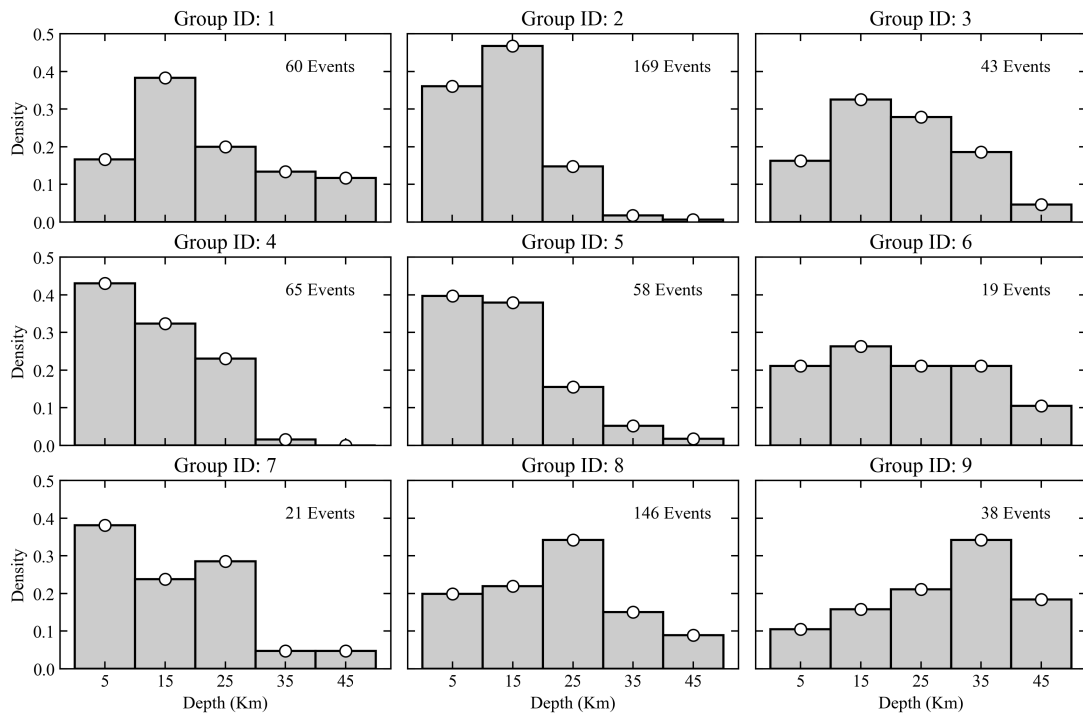 Group ID: 1
Group ID: 2
Group ID: 3
0.5
0.4
0.3
0.2
0.1
0.0
Density
60 Events
169 Events
43 Events
Group ID: 4
Group ID: 5
Group ID: 6
0.5
0.4
0.3
0.2
0.1
0.0
Density
65 Events
58 Events
19 Events
Group ID: 7
Group ID: 8
Group ID: 9
0.5
0.4
0.3
0.2
0.1
0.0
Density
21 Events
146 Events
38 Events
5 15 25 35 45
5 15 25 35 45
5 15 25 35 45
Depth (Km)
Depth (Km)
Depth (Km)